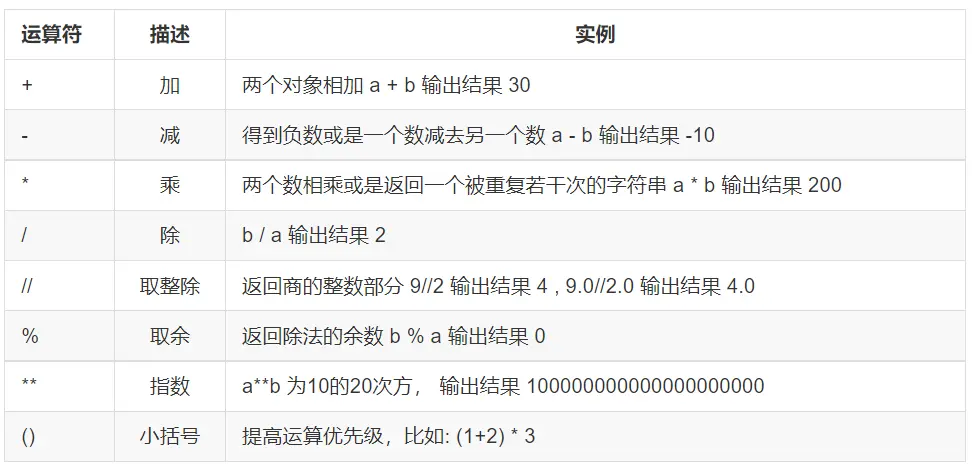 运算符 描述 实例
+ 加 两个对象相加 a + b 输出结果 30
- 减 得到负数或是一个数减去另一个数 a - b 输出结果 -10
* 乘 两个数相乘或是返回一个被重复若干次的字符串 a * b 输出结果 200
/ 除 b / a 输出结果 2
// 取整除 返回商的整数部分 9//2 输出结果 4 , 9.0//2.0 输出结果 4.0
% 取余 返回除法的余数 b % a 输出结果 0
** 指数 a**b 为10的20次方， 输出结果 100000000000000000000
() 小括号 提高运算优先级，比如: (1+2) * 3